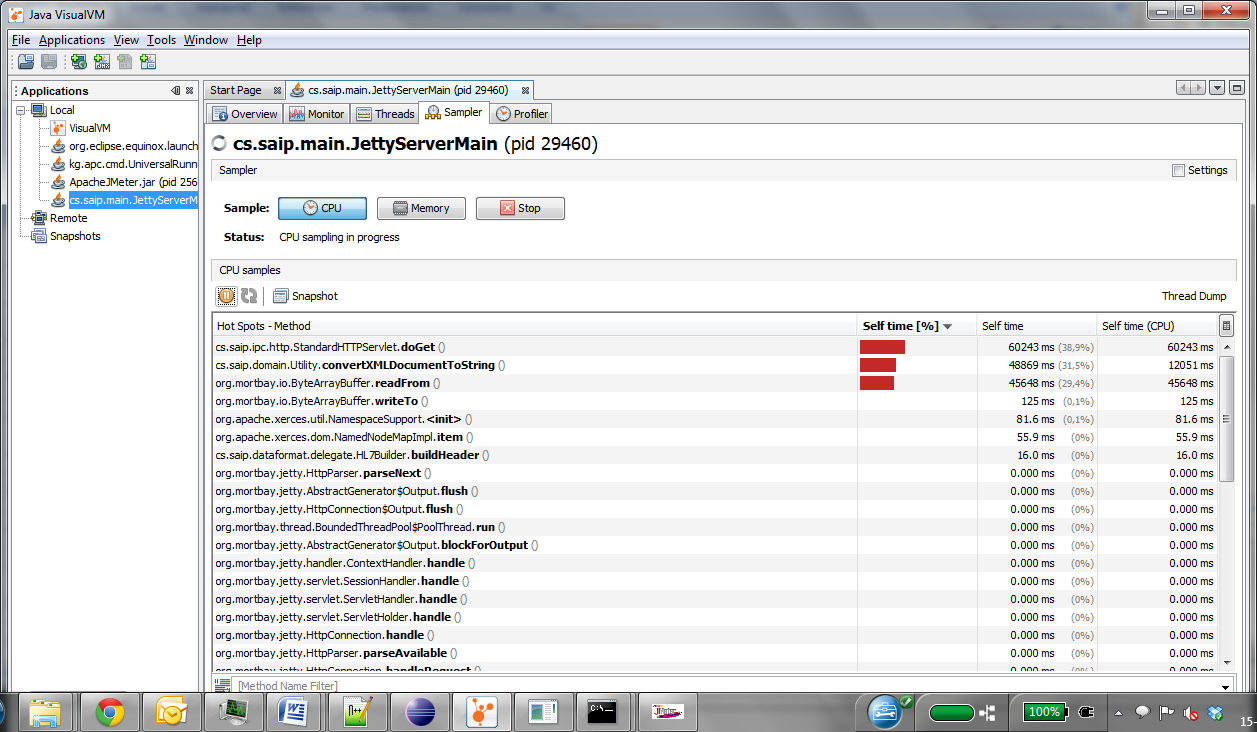 Java VisualVM
File Applications View Tools Window Help
Applications
Local
VisualVM
org.eclipse.equinox.launch
kg.apc.cmd.UniversalRunn
ApacheJMeter.jar (pid 256
cs.saip.main.JettyServerM
Remote
Snapshots
Start Page
cs.saip.main.JettyServerMain (pid 29460)
Overview Monitor Threads Sampler Profiler
cs.saip.main.JettyServerMain (pid 29460)
Sampler Settings
Sample: CPU Memory Stop
Status: CPU sampling in progress
CPU samples
Snapshot Thread Dump
Hot Spots - Method Self time [%] Self time Self time (CPU)
cs.saip.ipc.http.StandardHTTPServlet.doGet () 60243 ms (38,9%) 60243 ms
cs.saip.domain.Utility.convertXMLDocumentToString () 48869 ms (31,5%) 12051 ms
org.mortbay.io.ByteArrayBuffer.readFrom () 45648 ms (29,4%) 45648 ms
org.mortbay.io.ByteArrayBuffer.writeTo () 125 ms (0,1%) 125 ms
org.apache.xerces.util.NamespaceSupport.<init> () 81.6 ms (0,1%) 81.6 ms
org.apache.xerces.dom.NamedNodeMapImpl.item () 55.9 ms (0%) 55.9 ms
cs.saip.dataformat.delegate.HL7Builder.buildHeader () 16.0 ms (0%) 16.0 ms
org.mortbay.jetty.HttpParser.parseNext () 0.000 ms (0%) 0.000 ms
org.mortbay.jetty.AbstractGenerator$Output.flush () 0.000 ms (0%) 0.000 ms
org.mortbay.jetty.HttpConnection$Output.flush () 0.000 ms (0%) 0.000 ms
org.mortbay.thread.BoundedThreadPool$PoolThread.run () 0.000 ms (0%) 0.000 ms
org.mortbay.jetty.AbstractGenerator$Output.blockForOutput () 0.000 ms (0%) 0.000 ms
org.mortbay.jetty.handler.ContextHandler.handle () 0.000 ms (0%) 0.000 ms
org.mortbay.jetty.servlet.SessionHandler.handle () 0.000 ms (0%) 0.000 ms
org.mortbay.jetty.servlet.ServletHandler.handle () 0.000 ms (0%) 0.000 ms
org.mortbay.jetty.servlet.ServletHolder.handle () 0.000 ms (0%) 0.000 ms
org.mortbay.jetty.HttpConnection.handle () 0.000 ms (0%) 0.000 ms
org.mortbay.jetty.HttpParser.parseAvailable () 0.000 ms (0%) 0.000 ms
org.mortbay.jetty.HttpConnection.handleRequest () 0.000 ms (0%) 0.000 ms
[Method Name Filter]
100%
15-